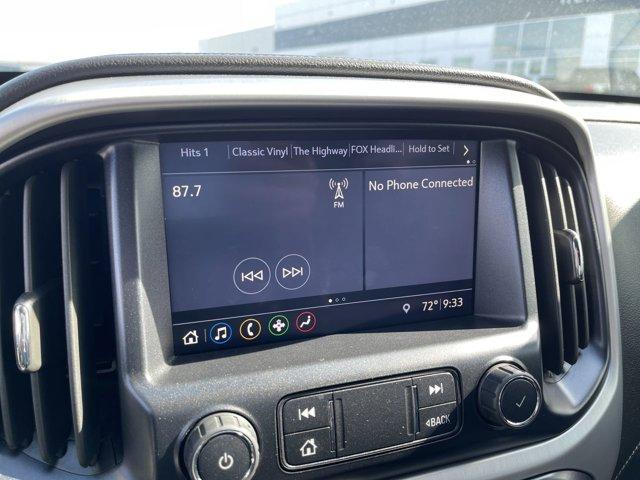 Hits 1 Classic Vinyl The Highway FOX Headli... Hold to Set
87.7 FM No Phone Connected
72° 9:33
◁BACK